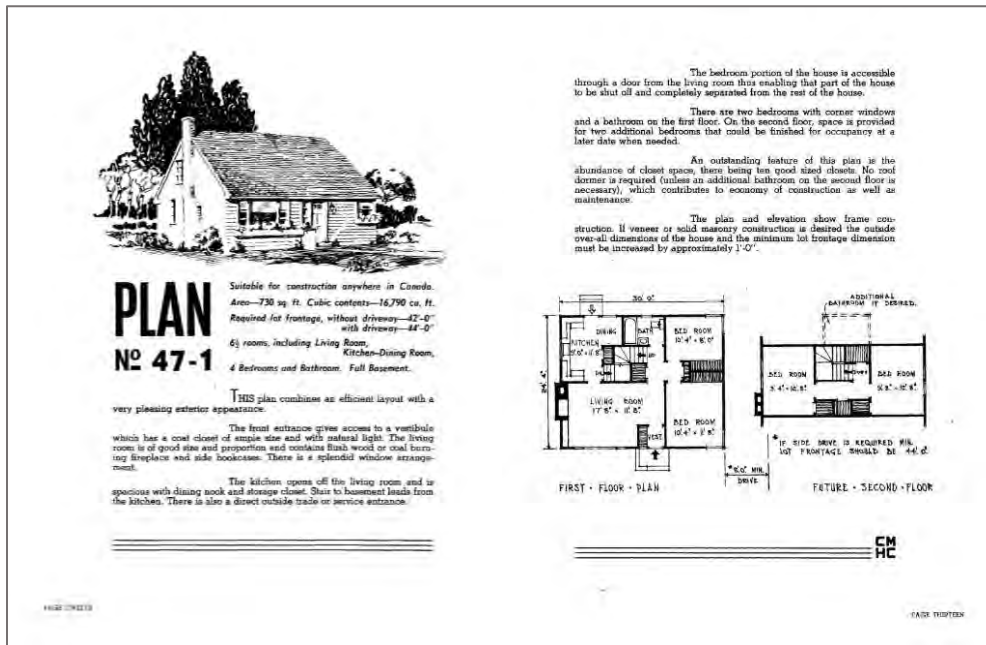 PLAN
Nº 47-1
Suitable for construction anywhere in Canada.
Area—730 sq. ft. Cubic contents—16,790 cu. ft.
Required lot frontage, without driveway—42'-0"
with driveway—44'-0"
6½ rooms, including Living Room,
Kitchen-Dining Room,
4 Bedrooms and Bathroom. Full Basement.
THIS plan combines an efficient layout with a
very pleasing exterior appearance.
The front entrance gives access to a vestibule
which has a coat closet of ample size and with natural light. The living
room is of good size and proportion and contains flush wood or coal burn-
ing fireplace and side bookcases. There is a splendid window arrange-
ment.
The kitchen opens off the living room and is
spacious with dining nook and storage closet. Stair to basement leads from
the kitchen. There is also a direct outside trade or service entrance.
The bedroom portion of the house is accessible
through a door from the living room thus enabling that part of the house
to be shut off and completely separated from the rest of the house.
There are two bedrooms with corner windows
and a bathroom on the first floor. On the second floor, space is provided
for two additional bedrooms that could be finished for occupancy at a
later date when needed.
An outstanding feature of this plan is the
abundance of closet space, there being ten good sized closets. No roof
dormer is required (unless an additional bathroom on the second floor is
necessary), which contributes to economy of construction as well as
maintenance.
The plan and elevation show frame con-
struction. If veneer or solid masonry construction is desired the outside
over-all dimensions of the house and the minimum lot frontage dimension
must be increased by approximately 1'-0".
30' 0"
24' 4"
DINING
BATH
BED ROOM
10' 4" × 8' 0"
KITCHEN
UP
LIVING ROOM
17' 8" × 11' 8"
BED ROOM
10' 4" × 11' 8"
VEST.
FIRST · FLOOR · PLAN
*8'0" MIN.
DRIVE
ADDITIONAL
BATHROOM IF DESIRED.
BED ROOM
BED ROOM
*IF SIDE DRIVE IS REQUIRED MIN.
LOT FRONTAGE SHOULD BE 44' 0"
FUTURE · SECOND · FLOOR
CM
HC
PAGE THIRTEEN